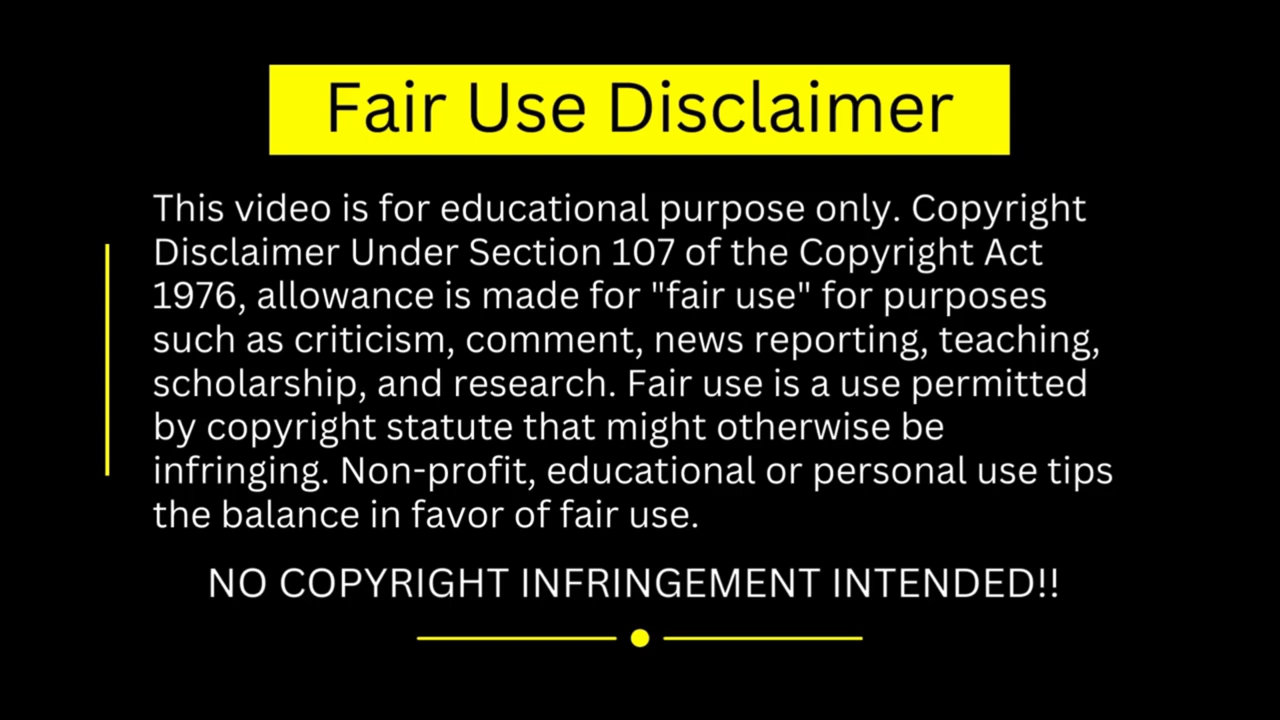 Fair Use Disclaimer
This video is for educational purpose only. Copyright
Disclaimer Under Section 107 of the Copyright Act
1976, allowance is made for "fair use" for purposes
such as criticism, comment, news reporting, teaching,
scholarship, and research. Fair use is a use permitted
by copyright statute that might otherwise be
infringing. Non-profit, educational or personal use tips
the balance in favor of fair use.
NO COPYRIGHT INFRINGEMENT INTENDED!!